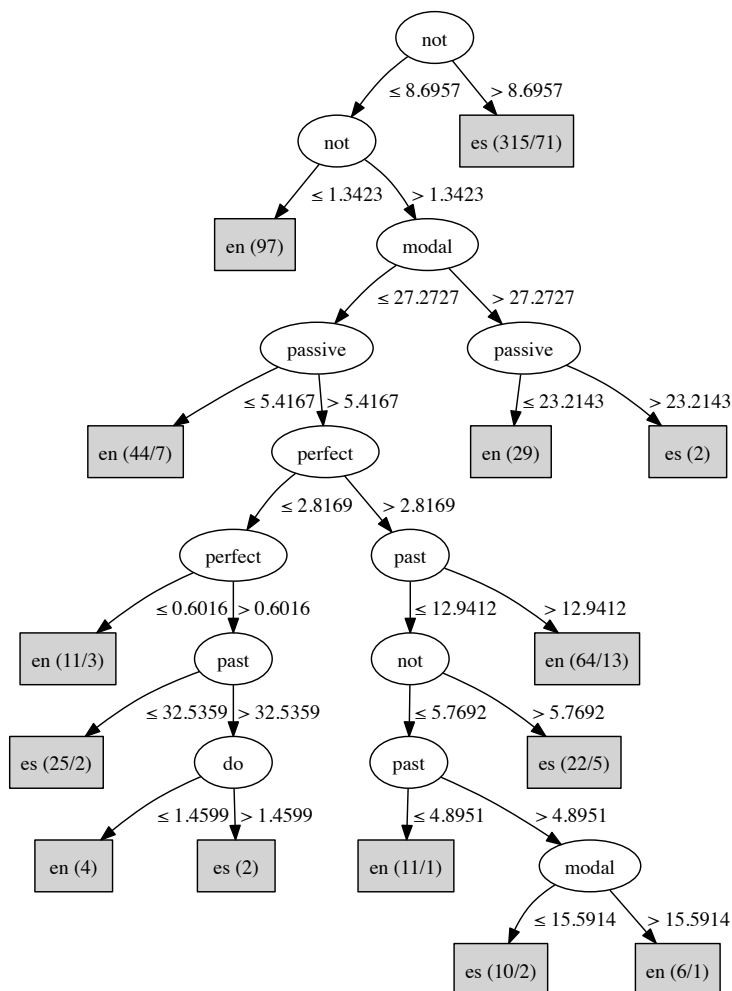 not
≤ 8.6957 > 8.6957
not es (315/71)
≤ 1.3423 > 1.3423
en (97) modal
≤ 27.2727 > 27.2727
passive passive
≤ 5.4167 > 5.4167 ≤ 23.2143 > 23.2143
en (44/7) perfect en (29) es (2)
≤ 2.8169 > 2.8169
perfect past
≤ 0.6016 > 0.6016 ≤ 12.9412 > 12.9412
en (11/3) past not en (64/13)
≤ 32.5359 > 32.5359 ≤ 5.7692 > 5.7692
es (25/2) do past es (22/5)
≤ 1.4599 > 1.4599 ≤ 4.8951 > 4.8951
en (4) es (2) en (11/1) modal
≤ 15.5914 > 15.5914
es (10/2) en (6/1)